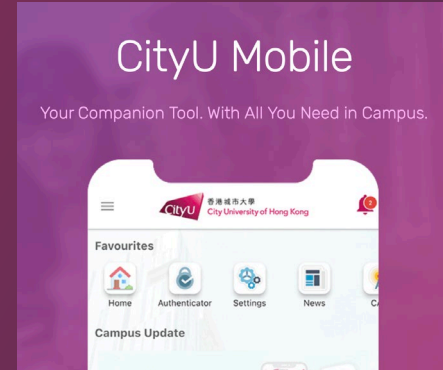 CityU Mobile
Your Companion Tool. With All You Need in Campus.
CityU
香港城市大學
City University of Hong Kong
2
Favourites
Home Authenticator Settings News
Campus Update